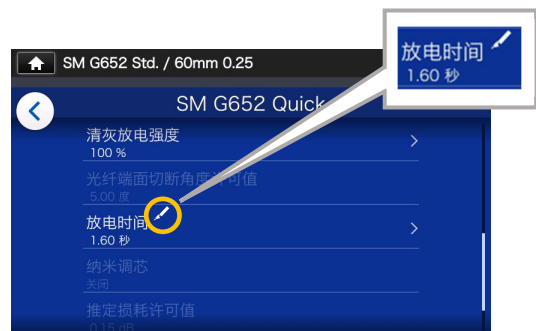 SM G652 Std. / 60mm 0.25
SM G652 Quick
清灰放电强度
100 %
光纤端面切断角度许可值
5.00 度
放电时间
1.60 秒
纳米调芯
关闭
推定损耗许可值
0.15 dB
放电时间
1.60 秒